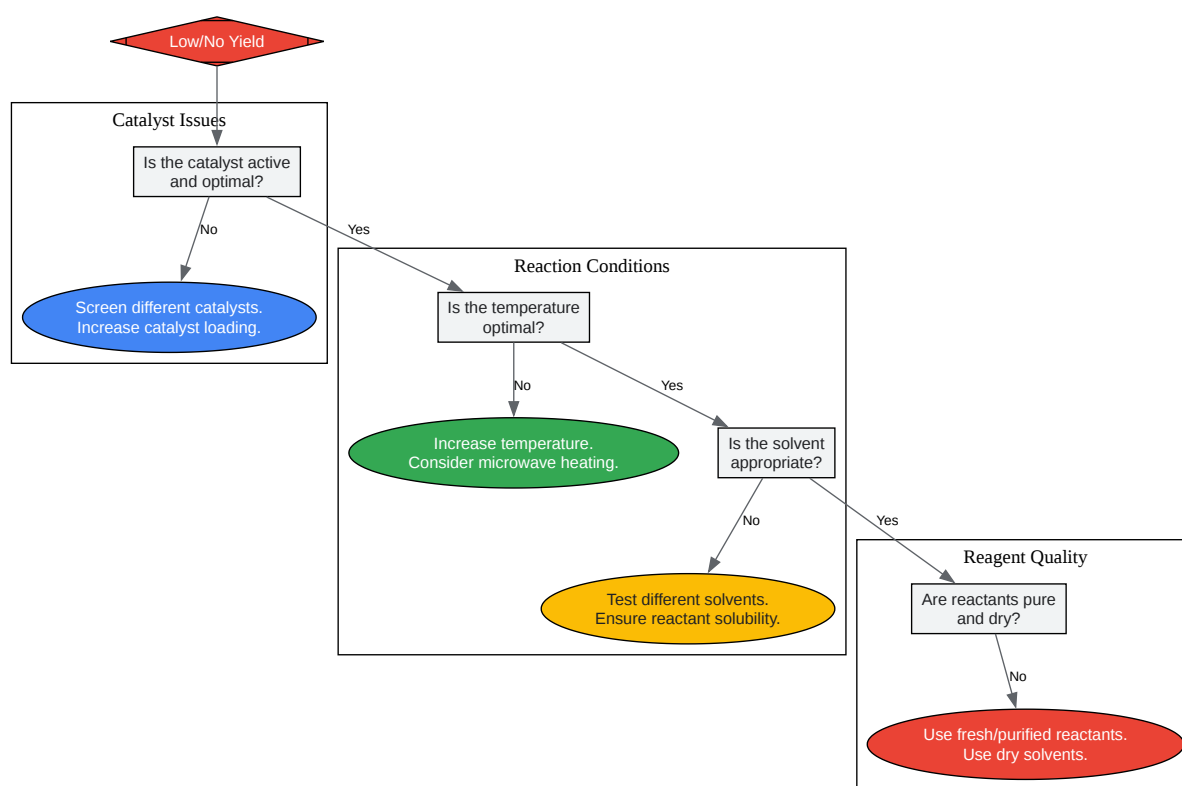 Low/No Yield
Catalyst Issues
Is the catalyst active
and optimal?
No
Yes
Screen different catalysts.
Increase catalyst loading.
Reaction Conditions
Is the temperature
optimal?
No
Yes
Increase temperature.
Consider microwave heating.
Is the solvent
appropriate?
No
Yes
Test different solvents.
Ensure reactant solubility.
Reagent Quality
Are reactants pure
and dry?
No
Use fresh/purified reactants.
Use dry solvents.